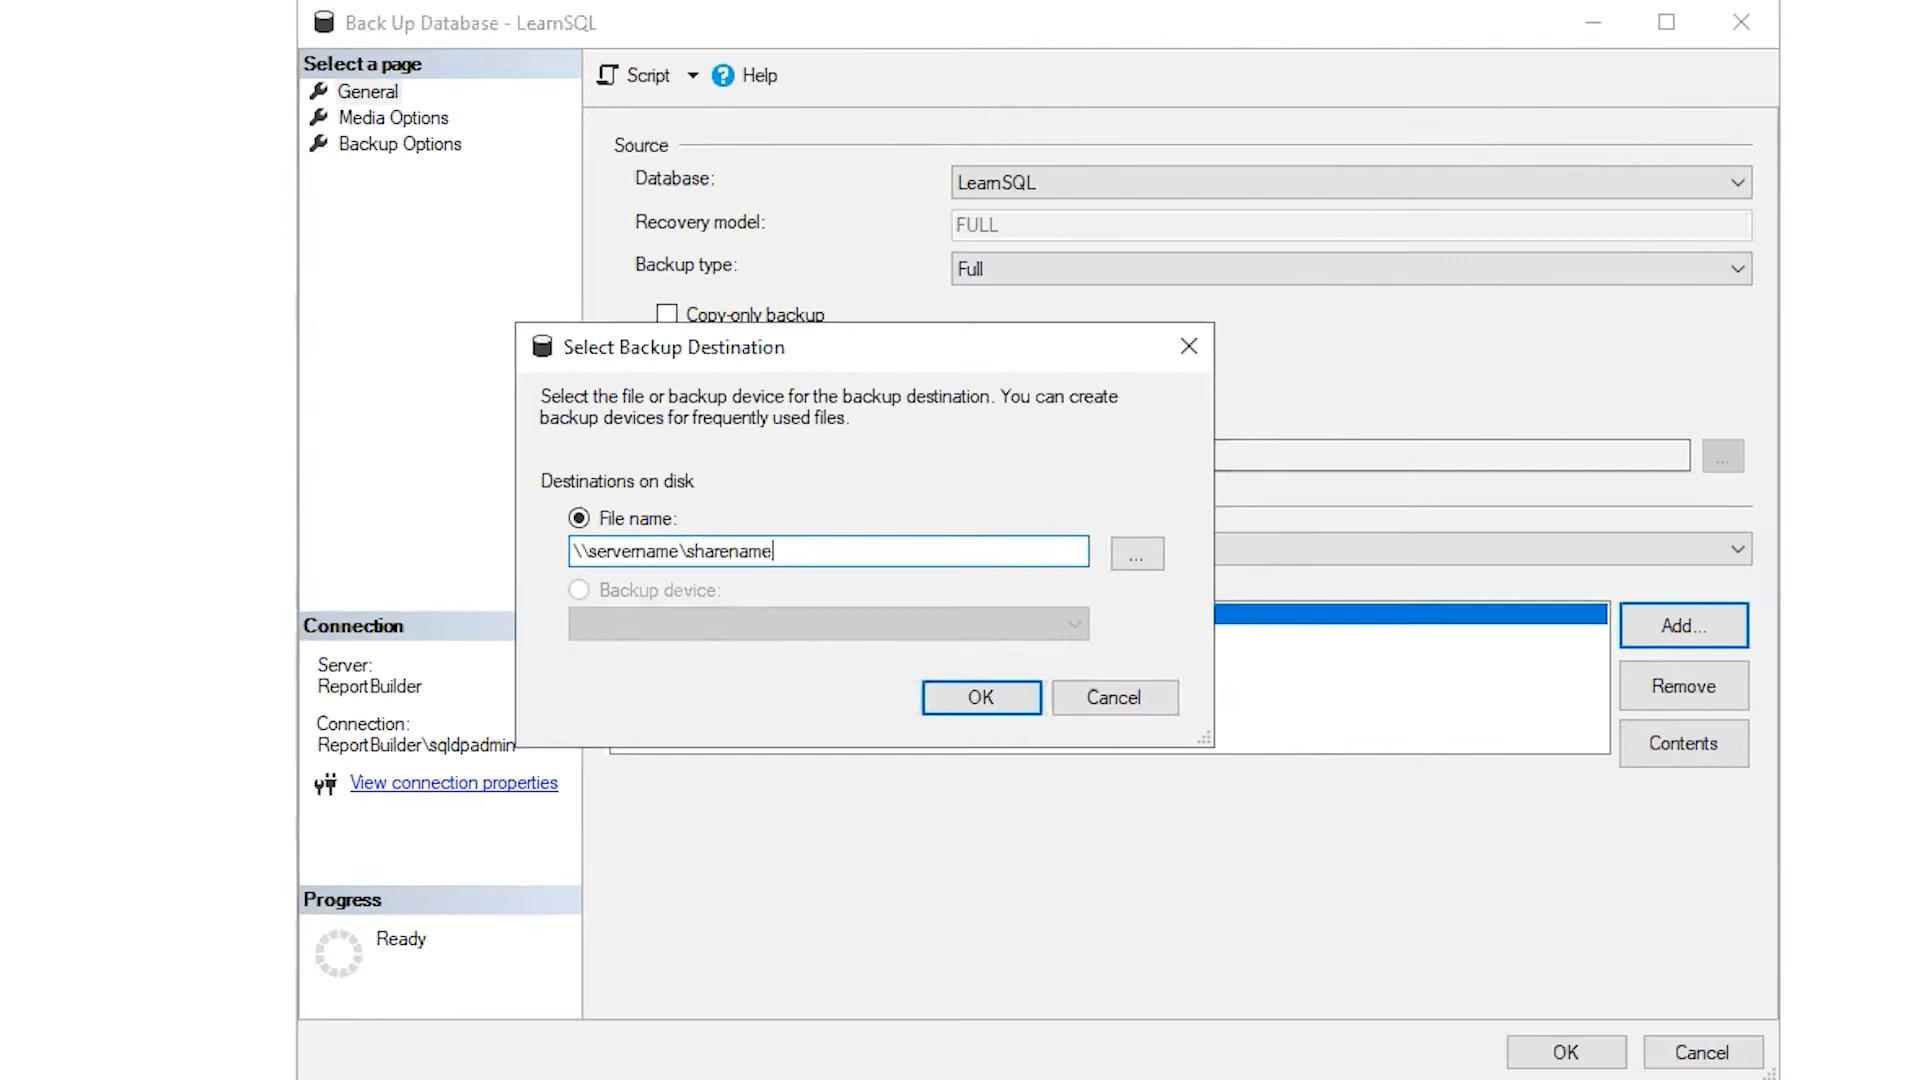 Back Up Database - LearnSQL
Select a page
General
Media Options
Backup Options
Script
Help
Source
Database:
LearnSQL
Recovery model:
FULL
Backup type:
Full
Copy-only backup
Select Backup Destination
Select the file or backup device for the backup destination. You can create
backup devices for frequently used files.
Destinations on disk
File name:
\\servername\sharename
...
Backup device:
OK
Cancel
...
Add...
Remove
Contents
Connection
Server:
ReportBuilder
Connection:
ReportBuilder\sqldpadmin
View connection properties
Progress
Ready
OK
Cancel